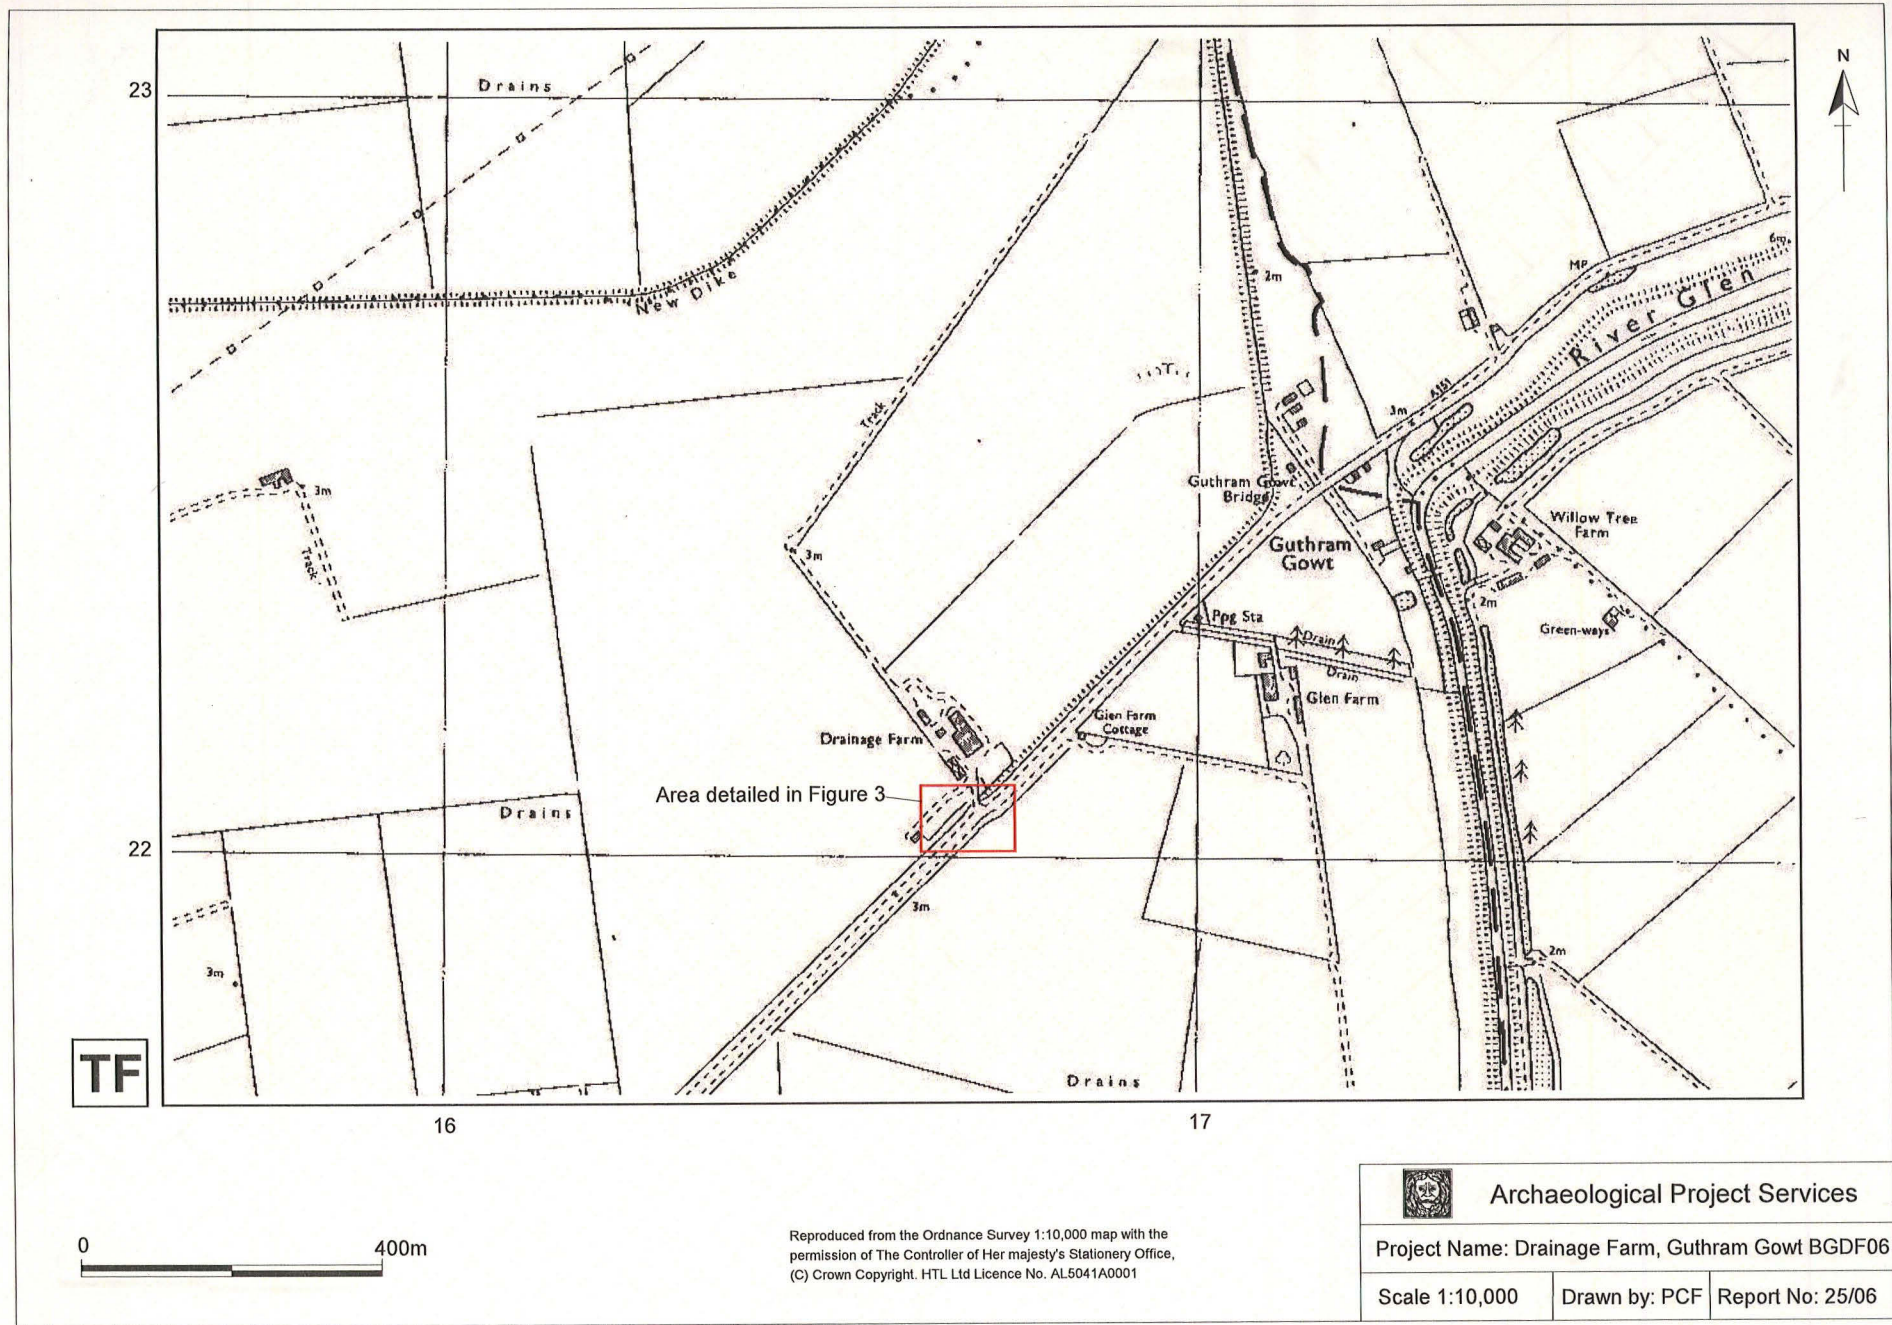 23
Drains
N
New Dike
2m
MP
6m
River Glen
Track
A151
3m
Guthram Gowt
Bridge
3m
Track
Willow Tree
Farm
Guthram
Gowt
3m
2m
Ppg Sta
Drain
Green-ways
Drain
Glen Farm
Glen Farm
Cottage
Drainage Farm
Area detailed in Figure 3
Drains
22
3m
2m
3m
TF
Drains
16
17
0
400m
Reproduced from the Ordnance Survey 1:10,000 map with the
permission of The Controller of Her majesty's Stationery Office,
(C) Crown Copyright. HTL Ltd Licence No. AL5041A0001
Archaeological Project Services
Project Name: Drainage Farm, Guthram Gowt BGDF06
Scale 1:10,000
Drawn by: PCF
Report No: 25/06